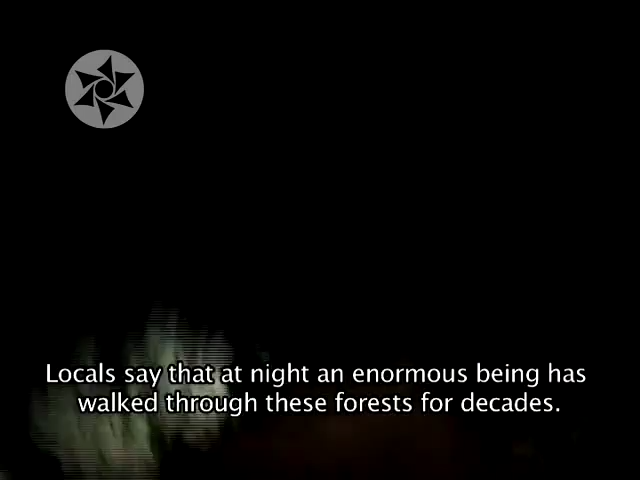 Locals say that at night an enormous being has
walked through these forests for decades.